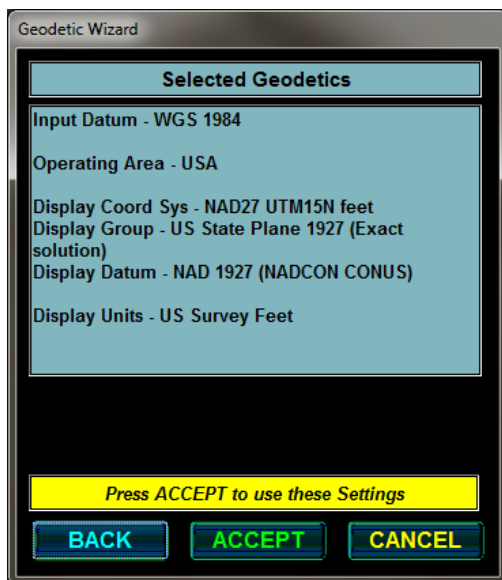 Geodetic Wizard
Selected Geodetics
Input Datum - WGS 1984
Operating Area - USA
Display Coord Sys - NAD27 UTM15N feet
Display Group - US State Plane 1927 (Exact
solution)
Display Datum - NAD 1927 (NADCON CONUS)
Display Units - US Survey Feet
Press ACCEPT to use these Settings
BACK ACCEPT CANCEL